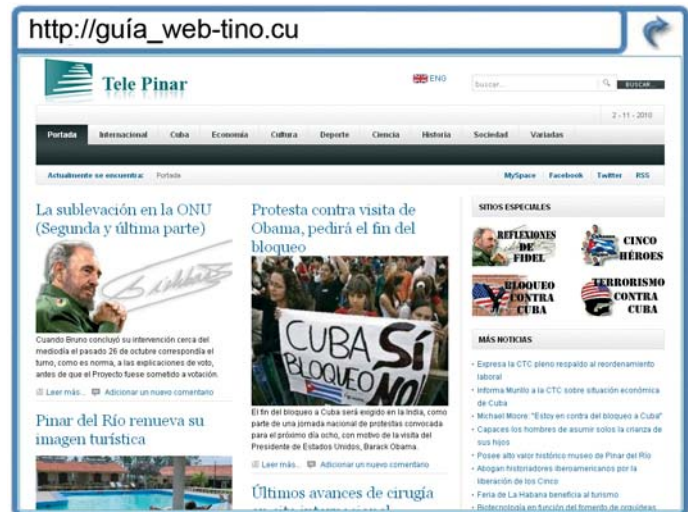 http://guía_web-tino.cu
Tele Pinar
ENG
Buscar...
BUSCAR...
2 - 11 - 2010
Portada Internacional Cuba Economía Cultura Deporte Ciencia Historia Sociedad Variadas
Actualmente se encuentra: Portada
MySpace Facebook Twitter RSS
La sublevación en la ONU
(Segunda y última parte)
Cuando Bruno concluyó su intervención cerca del
mediodía el pasado 26 de octubre correspondía el
turno, como es norma, a las explicaciones de voto,
antes de que el Proyecto fuese sometido a votación.
Leer más... Adicionar un nuevo comentario
Pinar del Río renueva su
imagen turística
Protesta contra visita de
Obama, pedirá el fin del
bloqueo
CUBA SÍ
BLOQUEO NO
El fin del bloqueo a Cuba será exigido en la India, como
parte de una jornada nacional de protestas convocada
para el próximo día ocho, con motivo de la visita del
Presidente de Estados Unidos, Barack Obama.
Leer más... Adicionar un nuevo comentario
Últimos avances de cirugía
SITIOS ESPECIALES
REFLEXIONES
DE
FIDEL
CINCO
HÉROES
BLOQUEO
CONTRA
CUBA
TERRORISMO
CONTRA
CUBA
MÁS NOTICIAS
Expresa la CTC pleno respaldo al reordenamiento
laboral
Informa Murillo a la CTC sobre situación económica
de Cuba
Michael Moore: "Estoy en contra del bloqueo a Cuba"
Capaces los hombres de asumir solos la crianza de
sus hijos
Posee alto valor histórico museo de Pinar del Río
Abogan historiadores iberoamericanos por la
liberación de los Cinco
Feria de La Habana beneficia al turismo
Biotecnología en función del fomento de orquídeas